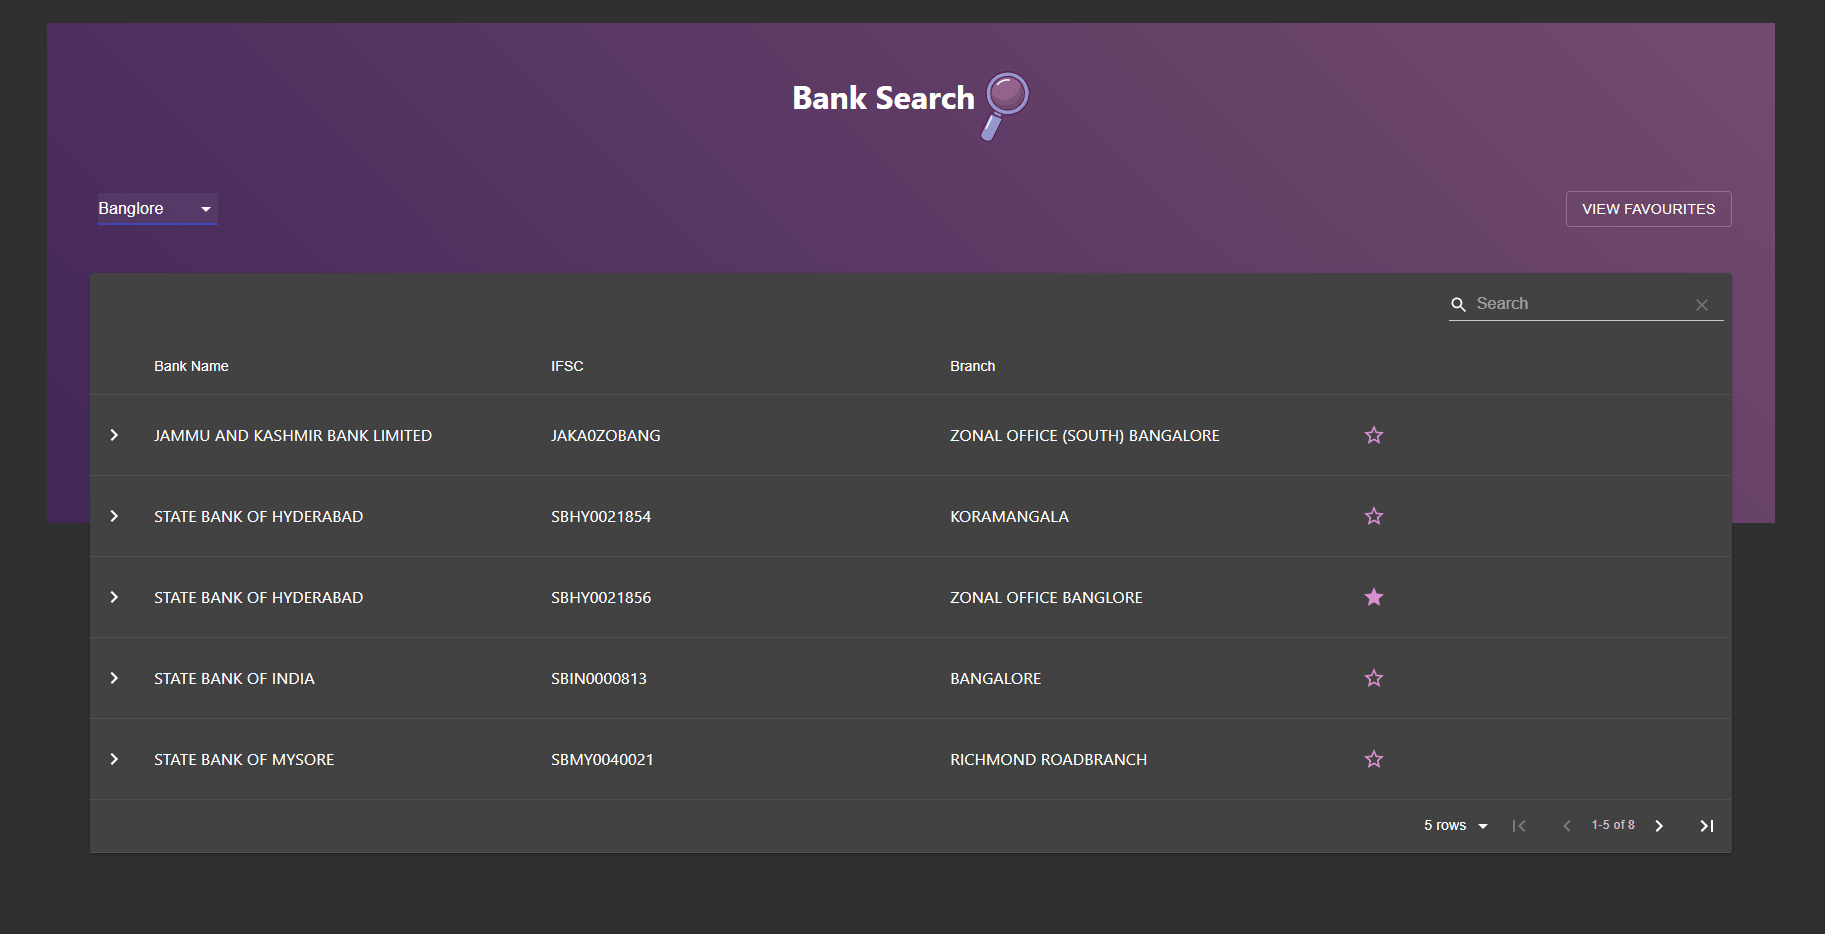 Bank Search
Banglore
VIEW FAVOURITES
Search
Bank Name IFSC Branch
JAMMU AND KASHMIR BANK LIMITED JAKA0ZOBANG ZONAL OFFICE (SOUTH) BANGALORE
STATE BANK OF HYDERABAD SBHY0021854 KORAMANGALA
STATE BANK OF HYDERABAD SBHY0021856 ZONAL OFFICE BANGLORE
STATE BANK OF INDIA SBIN0000813 BANGALORE
STATE BANK OF MYSORE SBMY0040021 RICHMOND ROADBRANCH
5 rows 1-5 of 8